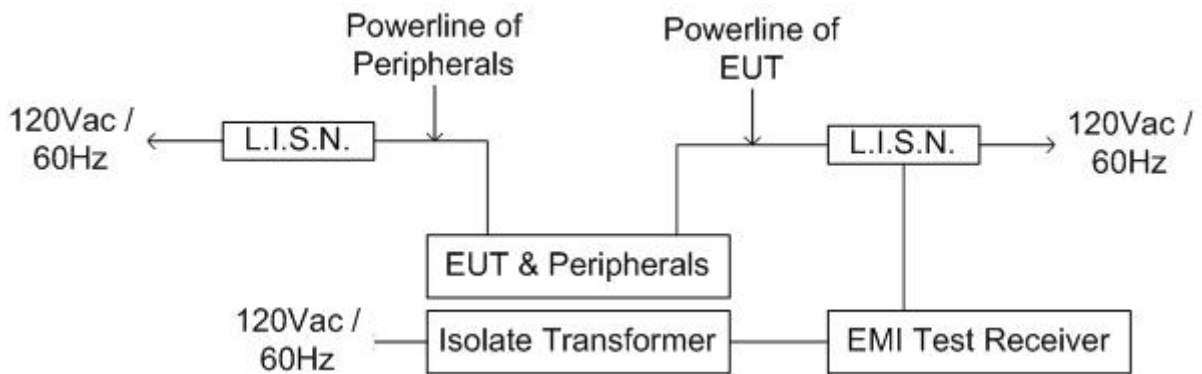 Powerline of
Peripherals
Powerline of
EUT
120Vac /
60Hz
L.I.S.N.
L.I.S.N.
120Vac /
60Hz
EUT & Peripherals
120Vac /
60Hz
Isolate Transformer
EMI Test Receiver